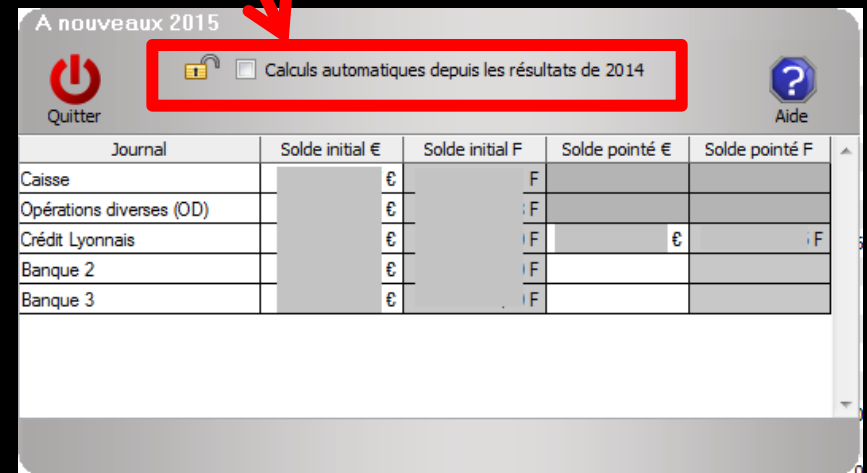 A nouveaux 2015
Calculs automatiques depuis les résultats de 2014
Quitter
Aide
Journal Solde initial € Solde initial F Solde pointé € Solde pointé F
Caisse € F
Opérations diverses (OD) € F
Crédit Lyonnais € F € F
Banque 2 € F
Banque 3 € F